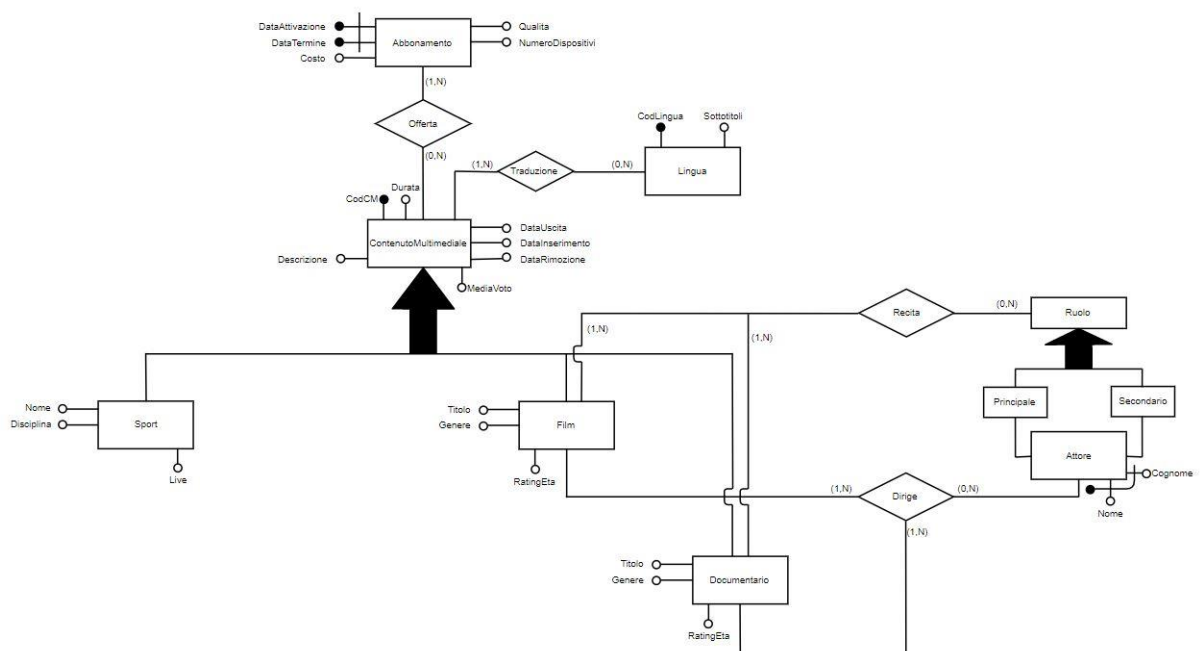 DataAttivazione
Qualita
DataTermine
Abbonamento
NumeroDispositivi
Costo
(1,N)
Offerta
CodLingua
Sottotitoli
(0,N)
(1,N)
(0,N)
Traduzione
Lingua
Durata
CodCM
DataUscita
ContenutoMultimediale
DataInserimento
Descrizione
DataRimozione
MediaVoto
(0,N)
Recita
Ruolo
(1,N)
(1,N)
Principale
Secondario
Nome
Titolo
Disciplina
Sport
Genere
Film
Attore
Cognome
Live
RatingEta
(1,N)
Dirige
(0,N)
Nome
(1,N)
Titolo
Genere
Documentario
RatingEta